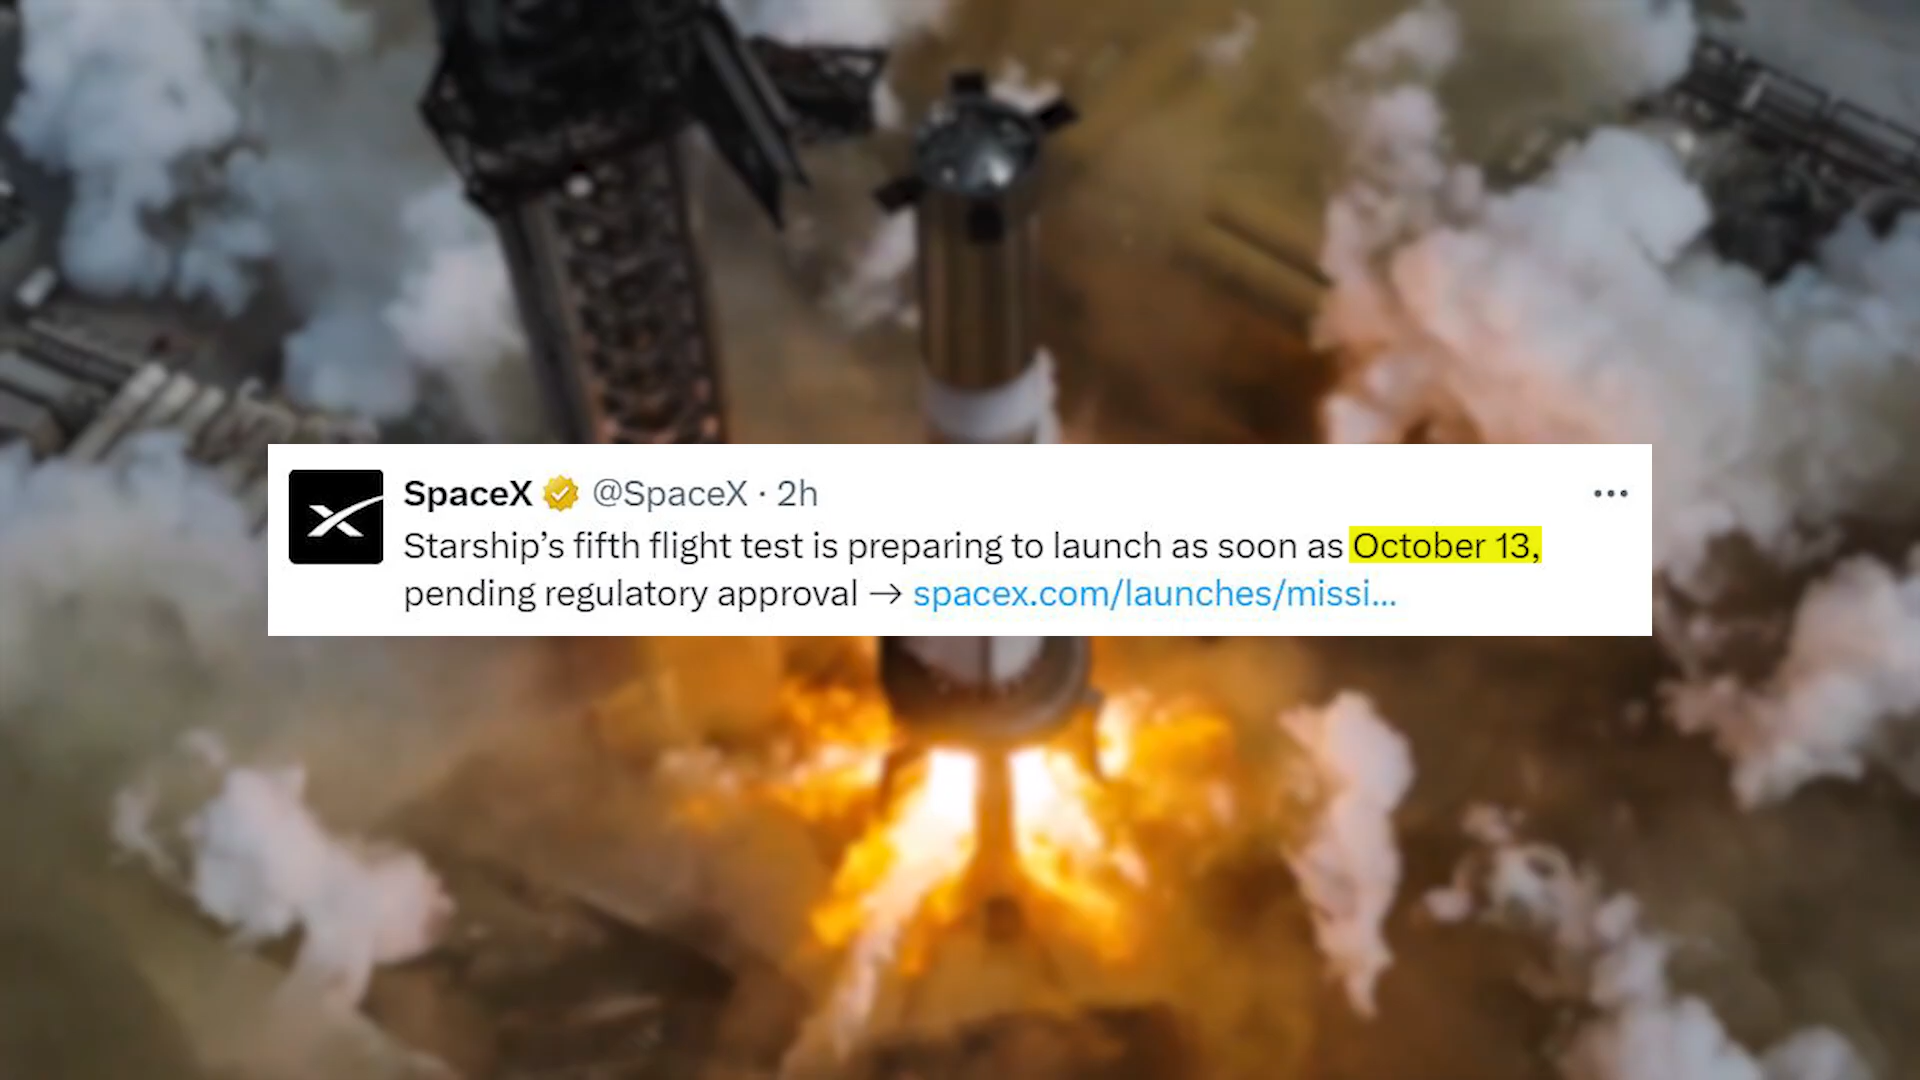 SpaceX @SpaceX · 2h
Starship’s fifth flight test is preparing to launch as soon as October 13,
pending regulatory approval → spacex.com/launches/missi...